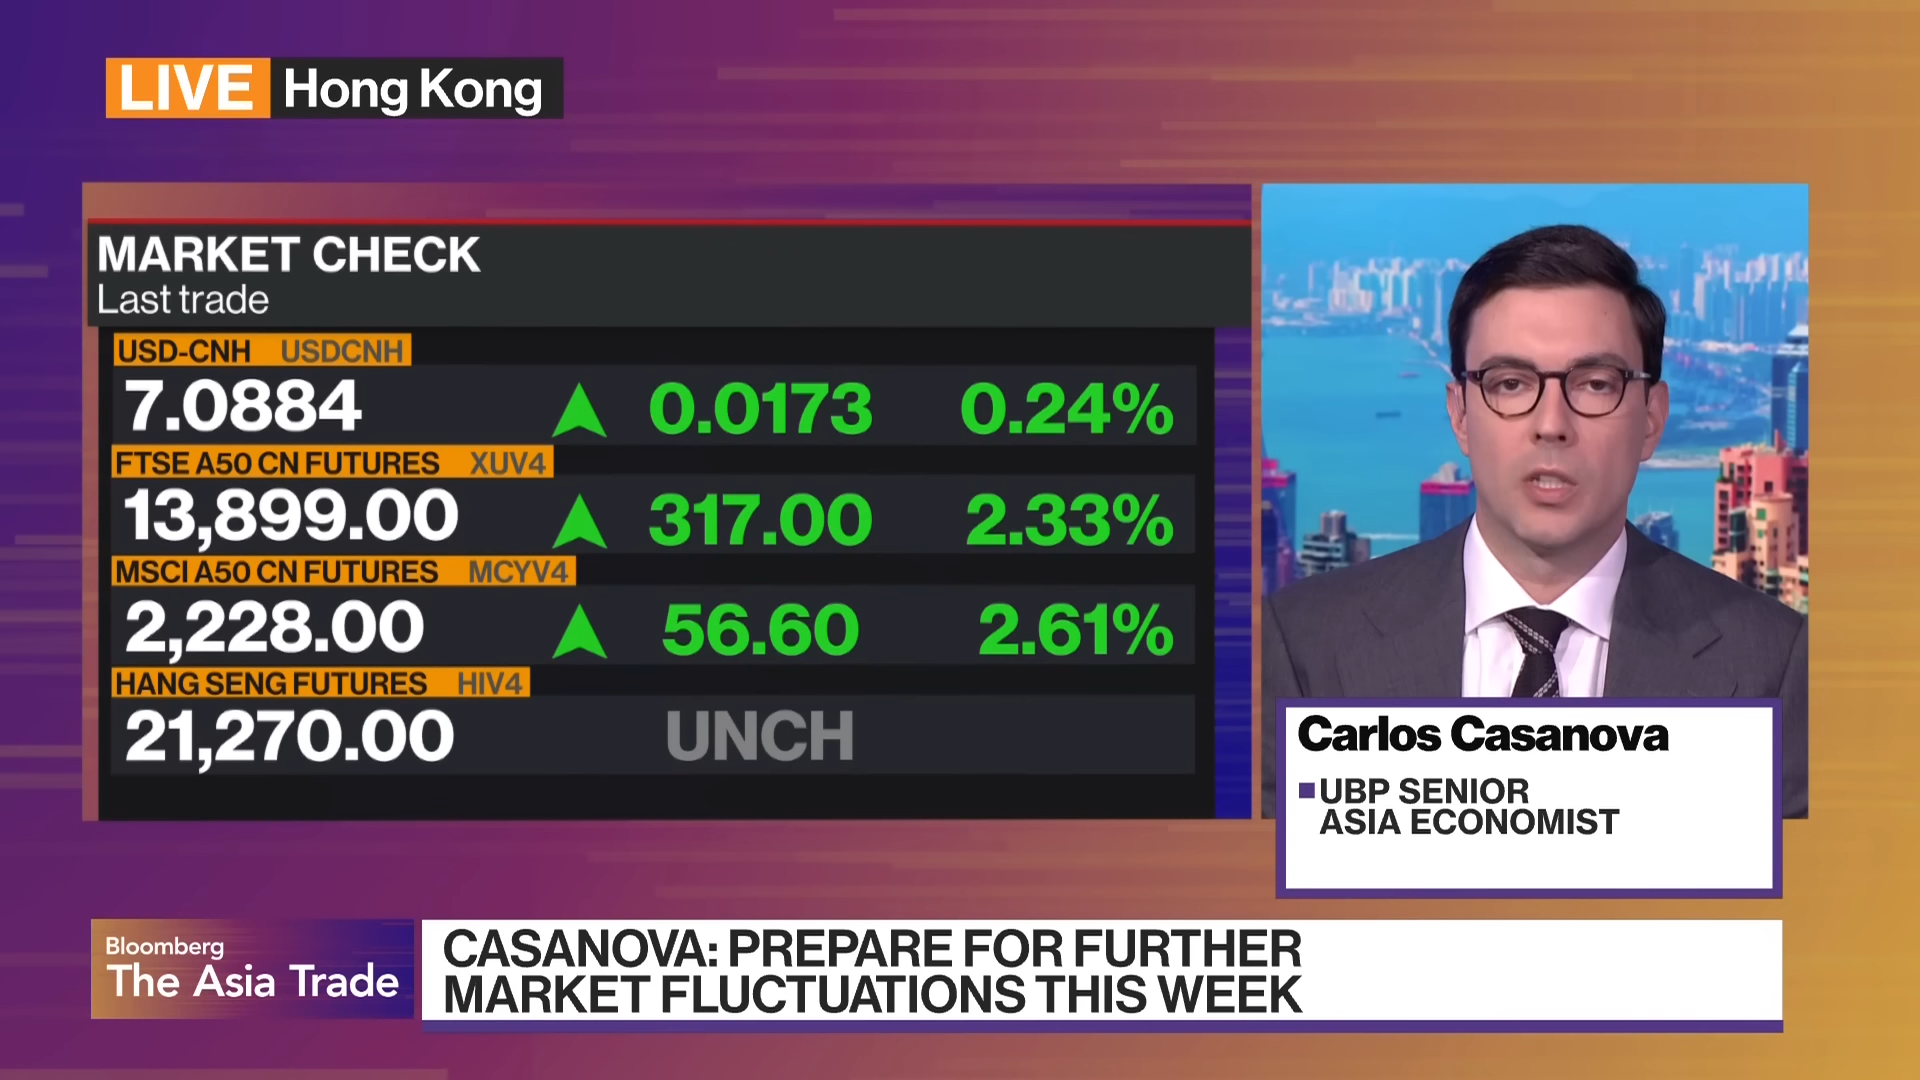 LIVE Hong Kong
MARKET CHECK
Last trade
USD-CNH USDCNH
7.0884 ▲ 0.0173 0.24%
FTSE A50 CN FUTURES XUV4
13,899.00 ▲ 317.00 2.33%
MSCI A50 CN FUTURES MCYV4
2,228.00 ▲ 56.60 2.61%
HANG SENG FUTURES HIV4
21,270.00 UNCH
Carlos Casanova
UBP SENIOR
ASIA ECONOMIST
Bloomberg
The Asia Trade
CASANOVA: PREPARE FOR FURTHER
MARKET FLUCTUATIONS THIS WEEK